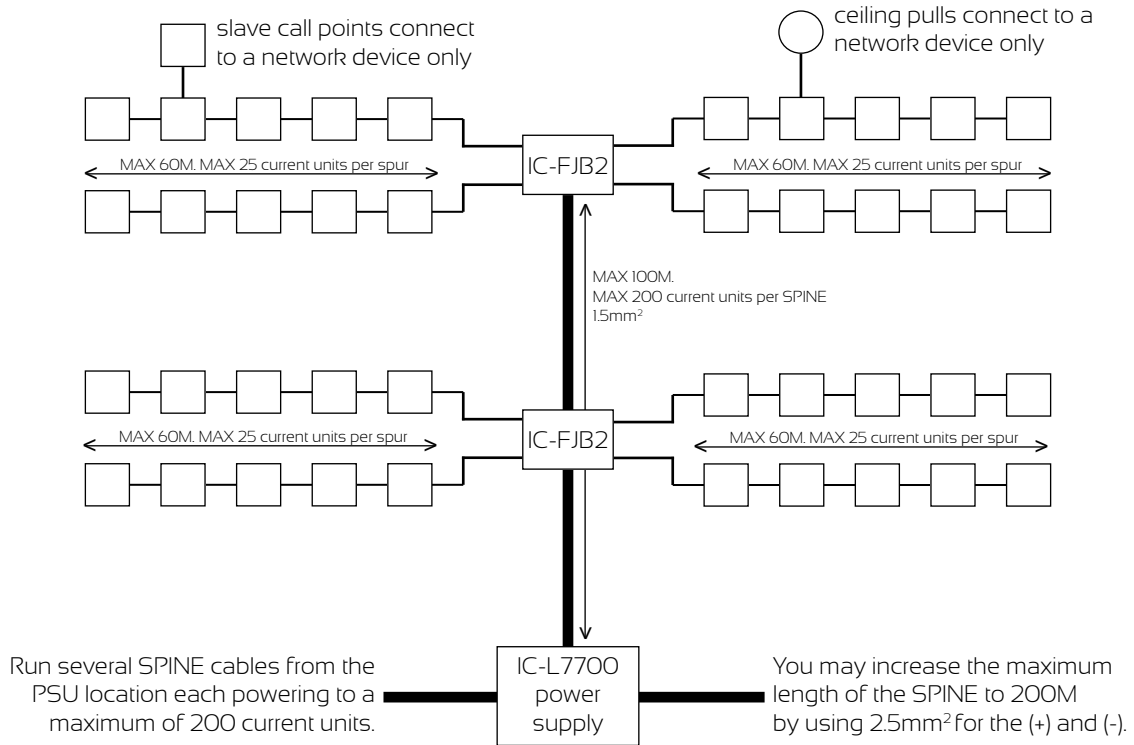 slave call points connect
to a network device only
ceiling pulls connect to a
network device only
IC-FJB2
MAX 60M. MAX 25 current units per spur
MAX 60M. MAX 25 current units per spur
MAX 100M.
MAX 200 current units per SPINE
1.5mm²
IC-FJB2
MAX 60M. MAX 25 current units per spur
MAX 60M. MAX 25 current units per spur
Run several SPINE cables from the
PSU location each powering to a
maximum of 200 current units.
IC-L7700
power
supply
You may increase the maximum
length of the SPINE to 200M
by using 2.5mm² for the (+) and (-).